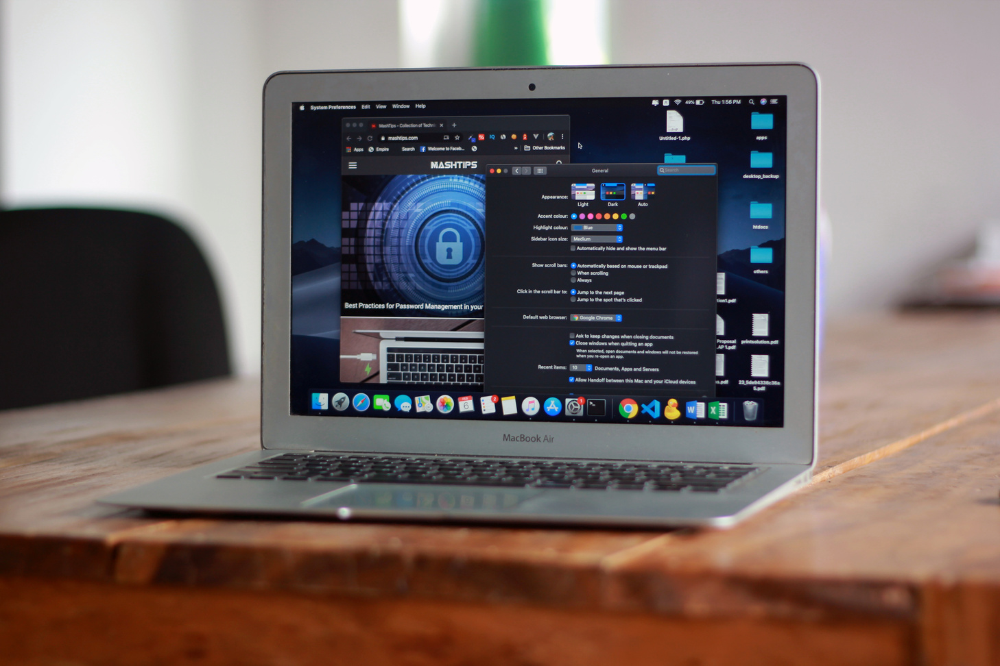 System Preferences Edit View Window Help
49% Thu 1:56 PM
MashTips - Collection of Techn
mashtips.com
Apps Empire Search Welcome to Faceb... Other Bookmarks
MASHTIPS
Best Practices for Password Management in your
General
Search
Appearance:
Light Dark Auto
Accent colour:
Highlight colour: Blue
Sidebar icon size: Medium
Automatically hide and show the menu bar
Show scroll bars: Automatically based on mouse or trackpad
When scrolling
Always
Click in the scroll bar to: Jump to the next page
Jump to the spot that's clicked
Default web browser: Google Chrome
Ask to keep changes when closing documents
Close windows when quitting an app
When selected, open documents and windows will not be restored
when you re-open an app.
Recent items: 10 Documents, Apps and Servers
Allow Handoff between this Mac and your iCloud devices
Untitled-1.php
apps
desktop_backup
htdocs
others
tion1.pdf
Proposal
.AP 1.pdf
printsolution.pdf
s.pdf
5.pdf
FEB
6
2
1
MacBook Air